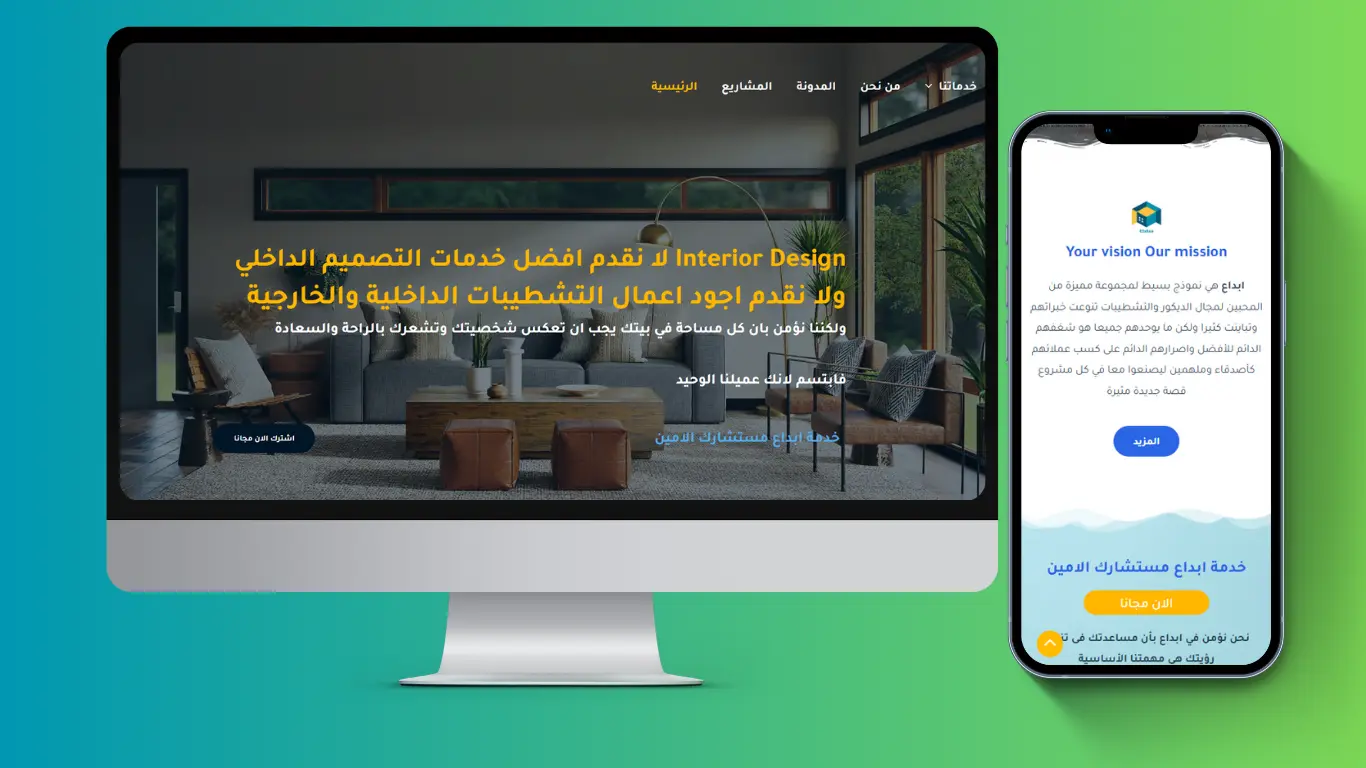 خدماتنا
من نحن
المدونة
المشاريع
الرئيسية
Interior Design لا نقدم افضل خدمات التصميم الداخلي
ولا نقدم اجود اعمال التشطيبات الداخلية والخارجية
ولكننا نؤمن بان كل مساحة في بيتك يجب ان تعكس شخصيتك وتشعرك بالراحة والسعادة
فابتسم لانك عميلنا الوحيد
خدمة ابداع مستشارك الامين
اشترك الان مجانا
Your vision Our mission
ابداع هي نموذج بسيط لمجموعة مميزة من
المحبين لمجال الديكور والتشطيبات تنوعت خبراتهم
وتباينت كثيرا ولكن ما يوحدهم جميعا هو شغفهم
الدائم للأفضل واصرارهم الدائم على كسب عملائهم
كأصدقاء وملهمين ليصنعوا معا في كل مشروع
قصة جديدة مثيرة
المزيد
خدمة ابداع مستشارك الامين
الان مجانا
نحن نؤمن في ابداع بأن مساعدتك فى
رؤيتك هي مهمتنا الأساسية